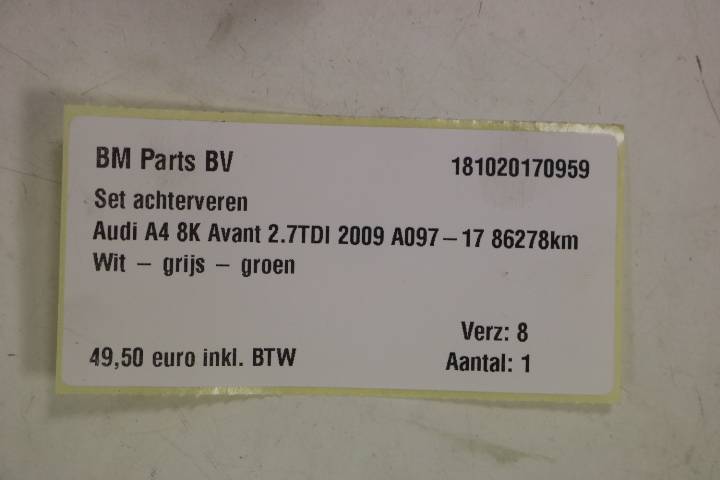 BM Parts BV 181020170959
Set achterveren
Audi A4 8K Avant 2.7TDI 2009 A097-17 86278km
Wit - grijs - groen
Verz: 8
49,50 euro inkl. BTW Aantal: 1